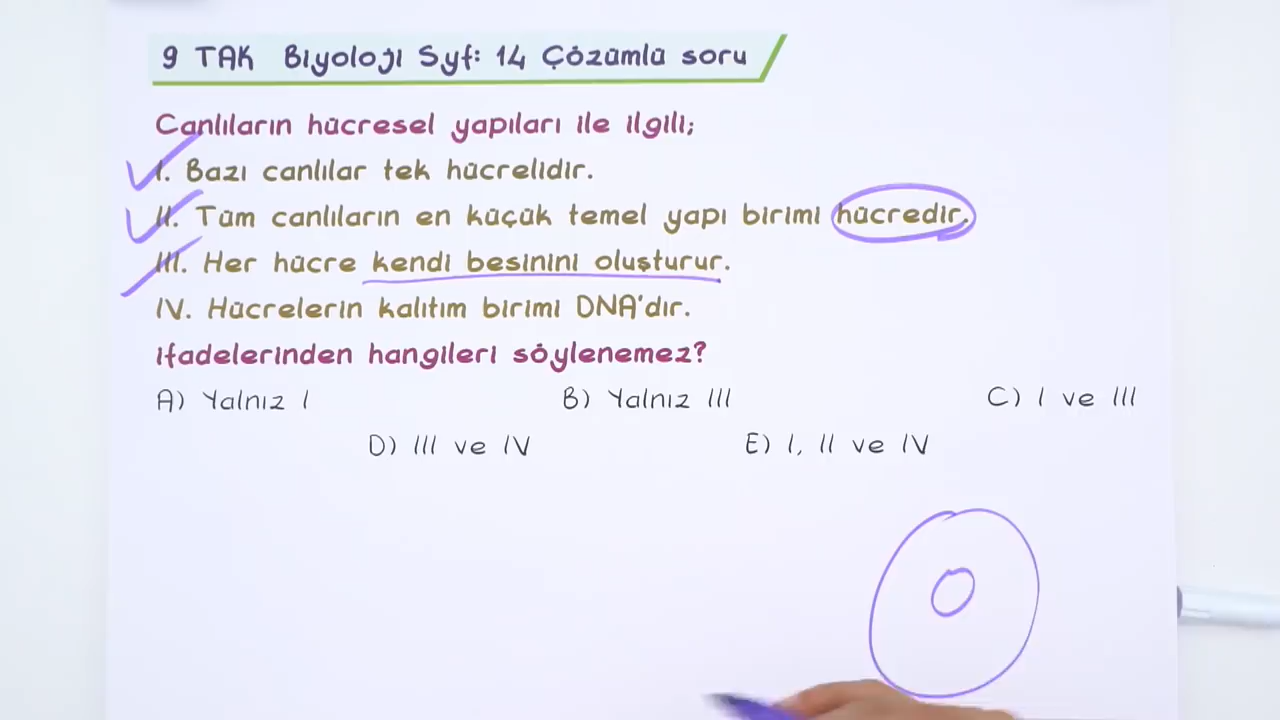 9 TAK Biyoloji Syf: 14 Çözümlü soru
Canlıların hücresel yapıları ile ilgili;
I. Bazı canlılar tek hücrelidir.
II. Tüm canlıların en küçük temel yapı birimi hücredir.
III. Her hücre kendi besinini oluşturur.
IV. Hücrelerin kalıtım birimi DNA'dır.
ifadelerinden hangileri söylenemez?
A) Yalnız I B) Yalnız III C) I ve III
D) III ve IV E) I, II ve IV